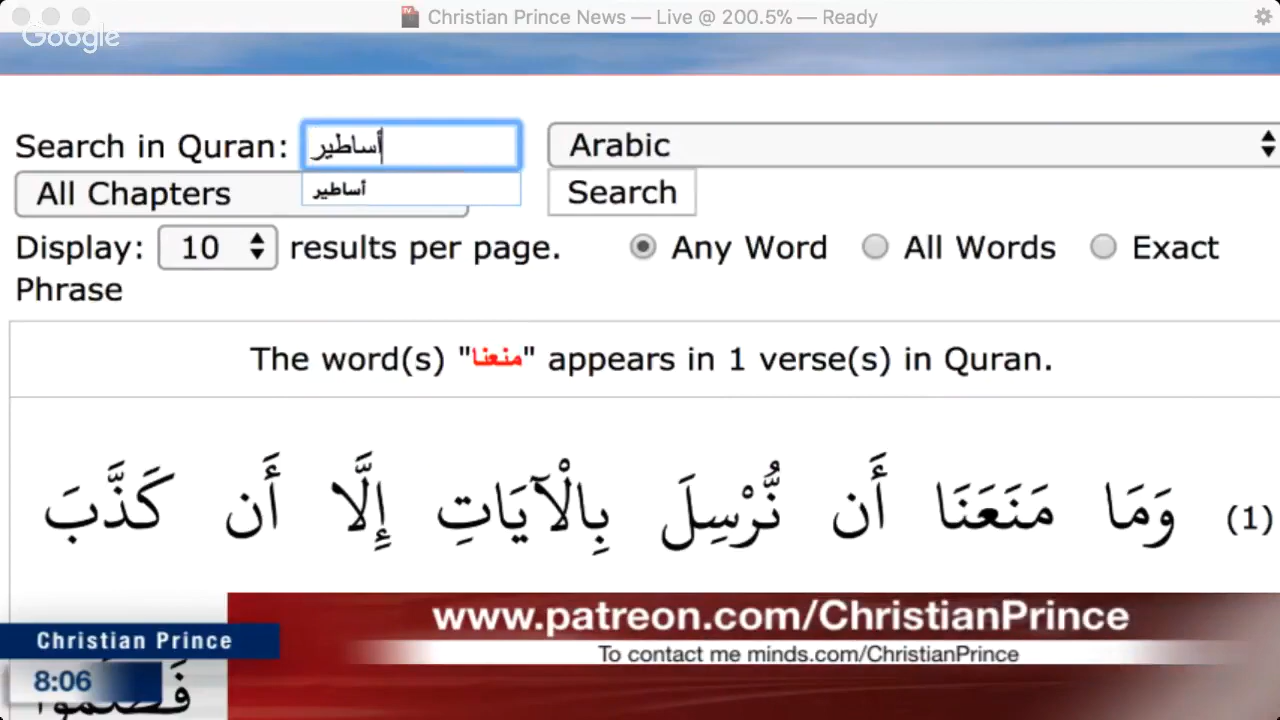 Christian Prince News — Live @ 200.5% — Ready
Google
Search in Quran: أساطير Arabic
All Chapters أساطير Search
Display: 10 results per page. Any Word All Words Exact
Phrase
The word(s) "منعنا" appears in 1 verse(s) in Quran.
(1) وَمَا مَنَعَنَا أَن نُّرْسِلَ بِالْآيَاتِ إِلَّا أَن كَذَّبَ
www.patreon.com/ChristianPrince
Christian Prince
To contact me minds.com/ChristianPrince
8:06